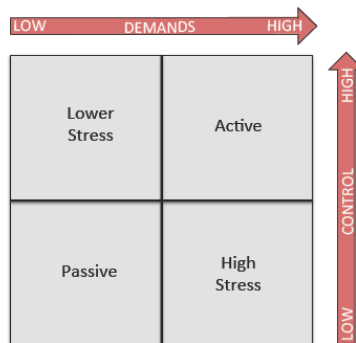 LOW DEMANDS HIGH
HIGH
CONTROL
LOW
Lower
Stress
Active
Passive
High
Stress